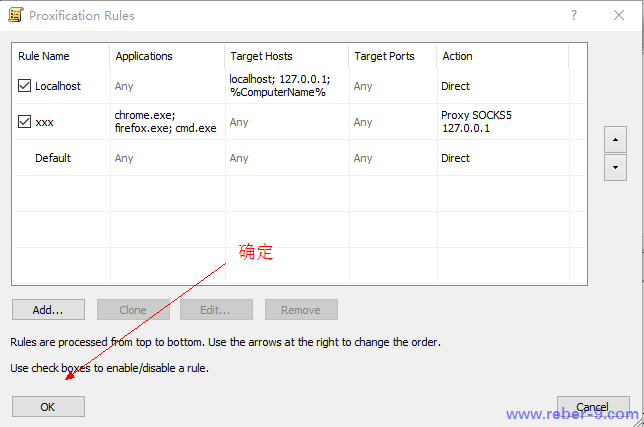 Proxification Rules
Rule Name Applications Target Hosts Target Ports Action
Localhost Any localhost; 127.0.0.1; %ComputerName% Any Direct
xxx chrome.exe; firefox.exe; cmd.exe Any Any Proxy SOCKS5 127.0.0.1
Default Any Any Any Direct
确定
Add... Clone Edit... Remove
Rules are processed from top to bottom. Use the arrows at the right to change the order.
Use check boxes to enable/disable a rule.
OK Cancel
www.reber-9.com